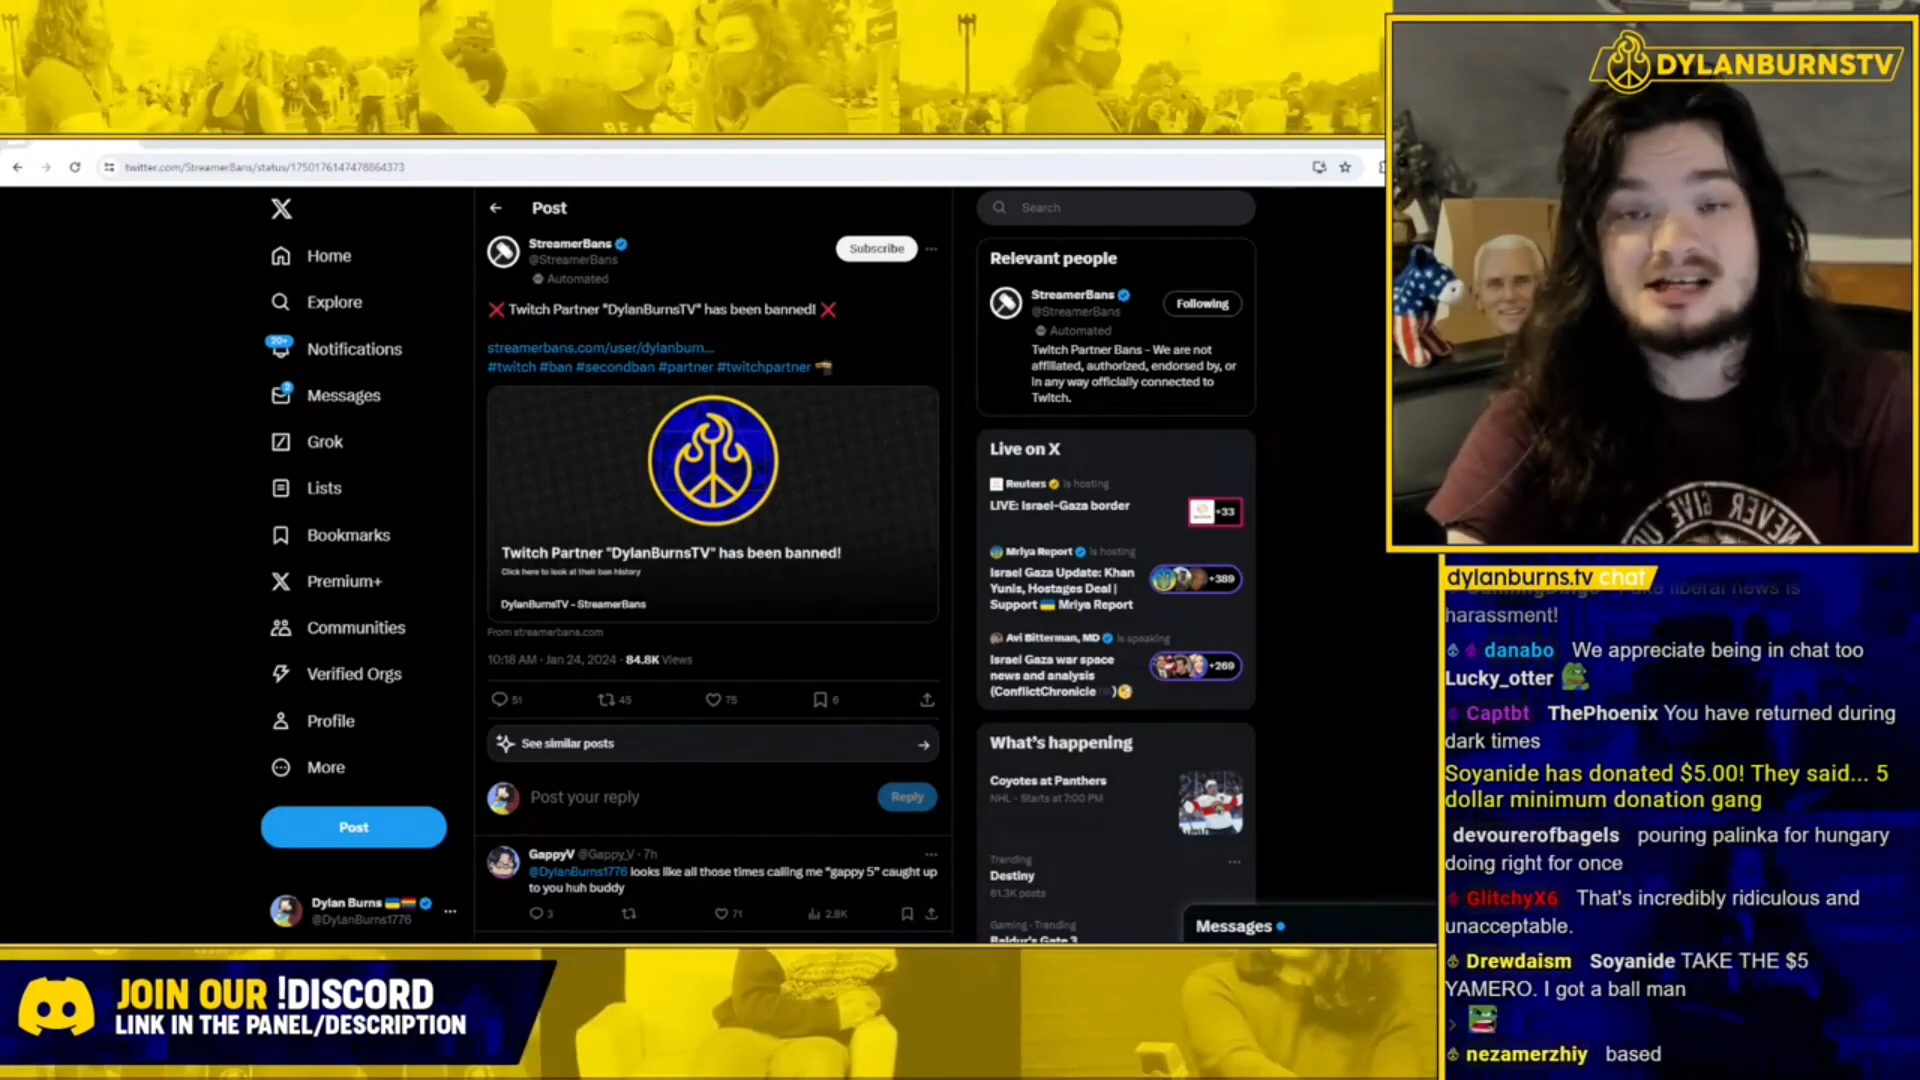 DYLANBURNSTV
twitter.com/StreamerBans/status/1750176147478864373
Home
Explore
20+
Notifications
2
Messages
Grok
Lists
Bookmarks
Premium+
Communities
Verified Orgs
Profile
More
Post
Dylan Burns
@DylanBurns1776
Post
StreamerBans
@StreamerBans
Automated
Subscribe
❌ Twitch Partner "DylanBurnsTV" has been banned! ❌
streamerbans.com/user/dylanburn...
#twitch #ban #secondban #partner #twitchpartner
Twitch Partner "DylanBurnsTV" has been banned!
Click here to look at their ban history
DylanBurnsTV - StreamerBans
From streamerbans.com
10:18 AM · Jan 24, 2024 · 84.8K Views
51 45 75 6
See similar posts
Post your reply
Reply
GappyV @Gappy_V · 7h
@DylanBurns1776 looks like all those times calling me "gappy 5" caught up
to you huh buddy
3 71 2.8K
Search
Relevant people
StreamerBans
@StreamerBans
Automated
Following
Twitch Partner Bans - We are not
affiliated, authorized, endorsed by, or
in any way officially connected to
Twitch.
Live on X
Reuters is hosting
LIVE: Israel-Gaza border
+33
Mriya Report is hosting
Israel Gaza Update: Khan
Yunis, Hostages Deal |
Support 🇺🇦 Mriya Report
+389
Avi Bitterman, MD is speaking
Israel Gaza war space
news and analysis
(ConflictChronicle )
+269
What's happening
Coyotes at Panthers
NHL · Starts at 7:00 PM
Trending
Destiny
61.3K posts
Gaming · Trending
Baldur's Gate 3
Messages
NEVER GIVE UP
dylanburns.tv chat
liberal news is
harassment!
danabo We appreciate being in chat too
Lucky_otter
Captbt ThePhoenix You have returned during
dark times
Soyanide has donated $5.00! They said... 5
dollar minimum donation gang
devourerofbagels pouring palinka for hungary
doing right for once
GlitchyX6 That's incredibly ridiculous and
unacceptable.
Drewdaism Soyanide TAKE THE $5
YAMERO. I got a ball man
nezamerzhiy based
JOIN OUR !DISCORD
LINK IN THE PANEL/DESCRIPTION